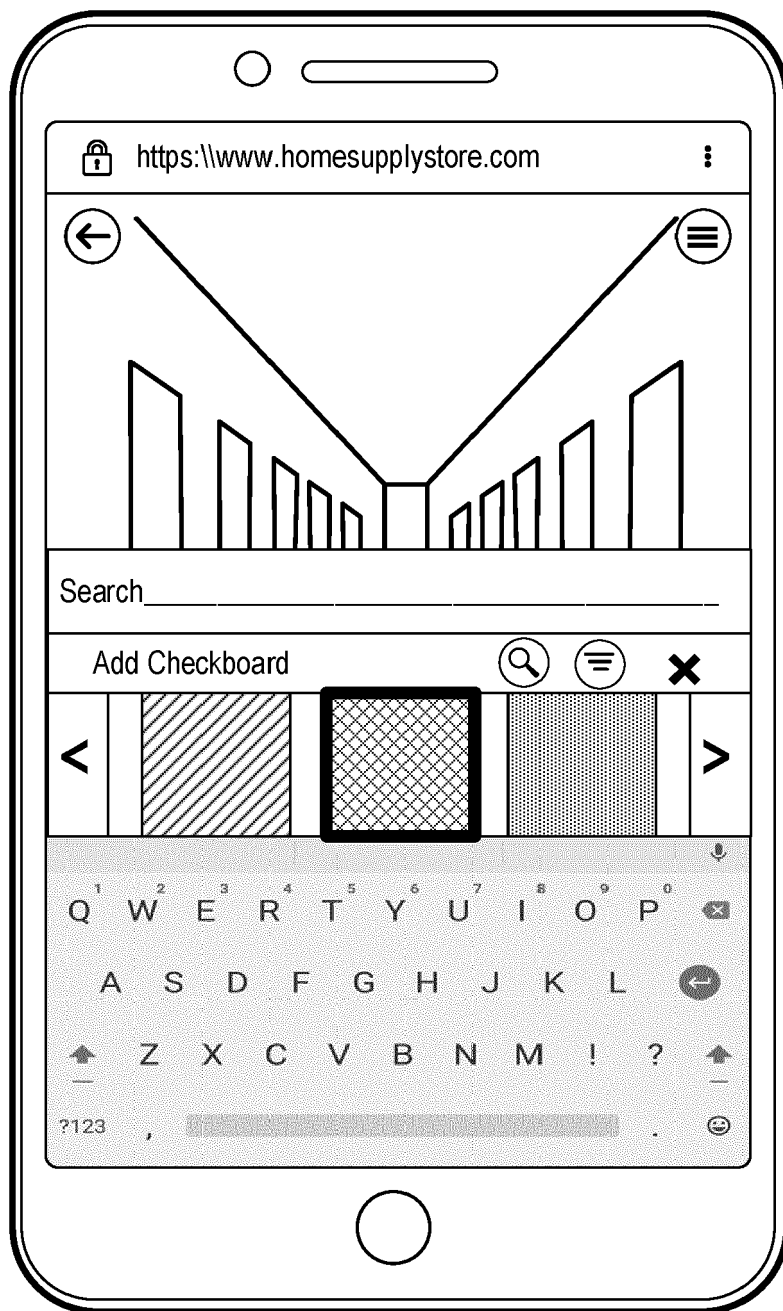 https:\\www.homesupplystore.com
Search
Add Checkboard
< >
1 2 3 4 5 6 7 8 9 0
Q W E R T Y U I O P
A S D F G H J K L
Z X C V B N M ! ?
?123 , .